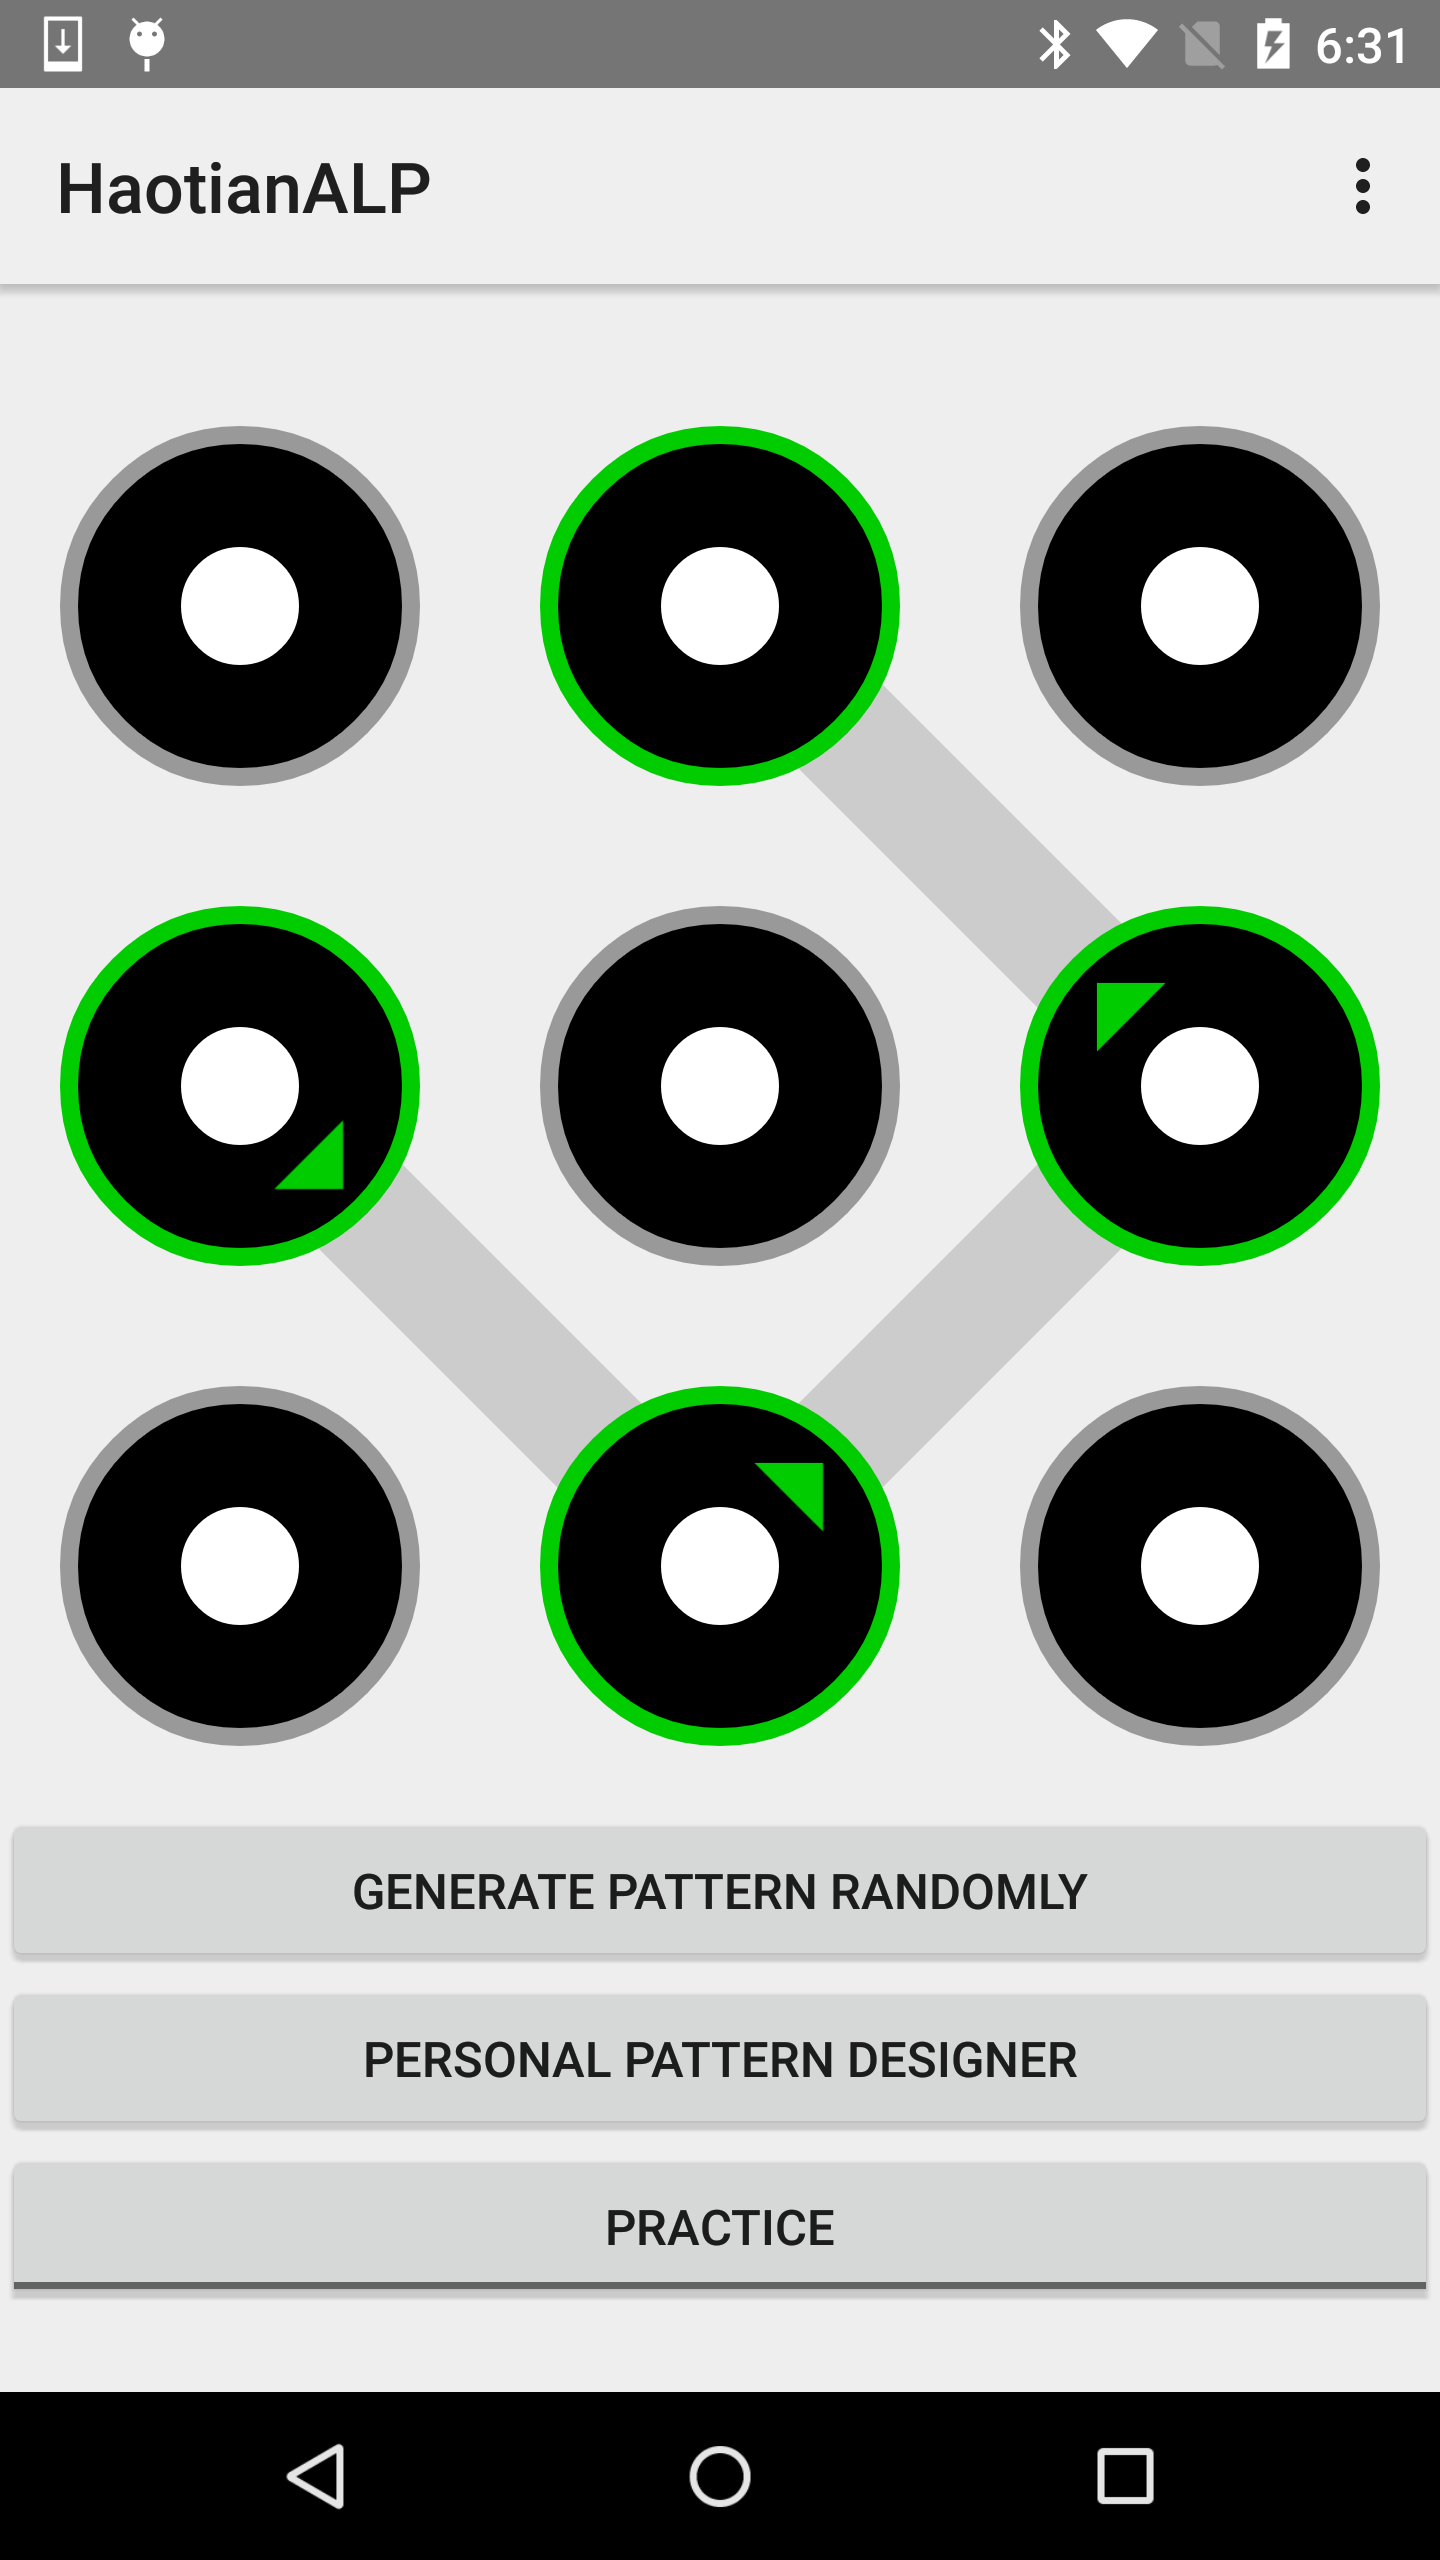 6:31
HaotianALP
GENERATE PATTERN RANDOMLY
PERSONAL PATTERN DESIGNER
PRACTICE